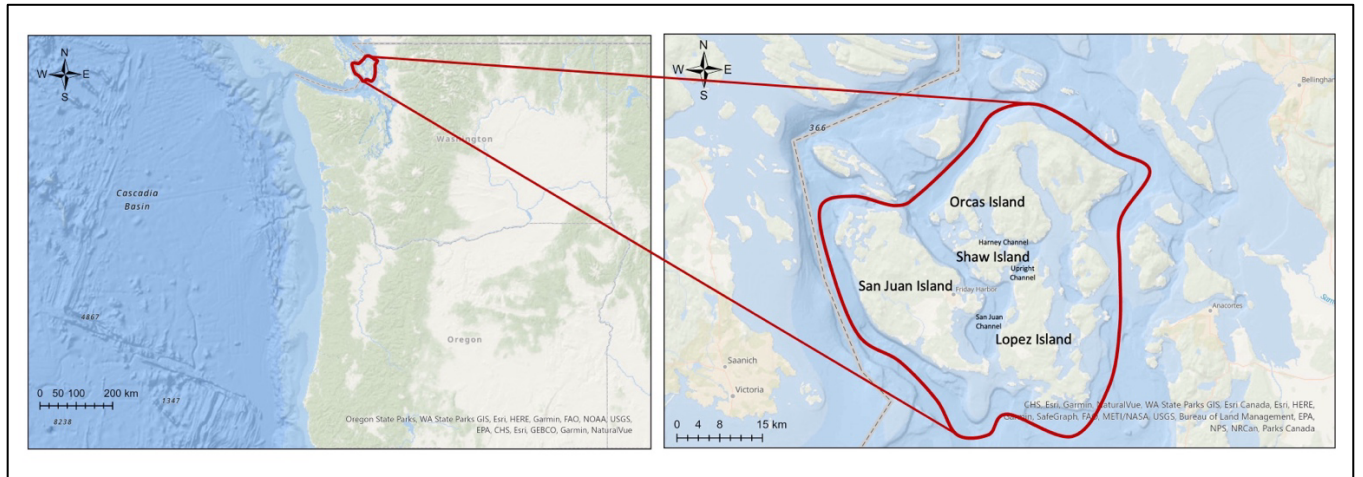 N
W E
S
Washington
Cascadia
Basin
4867
Oregon
0 50 100 200 km
1347
8238
Oregon State Parks, WA State Parks GIS, Esri, HERE, Garmin, FAO, NOAA, USGS,
EPA, CHS, Esri, GEBCO, Garmin, NaturalVue
N
W E
S
Bellingham
366
Orcas Island
Harney Channel
Shaw Island
Upright
Channel
San Juan Island
Friday Harbor
Anacortes
San Juan
Channel
Lopez Island
Saanich
Victoria
CHS, Esri, Garmin, NaturalVue, WA State Parks GIS, Esri Canada, Esri, HERE,
Garmin, SafeGraph, FAO, METI/NASA, USGS, Bureau of Land Management, EPA,
NPS, NRCan, Parks Canada
0 4 8 15 km